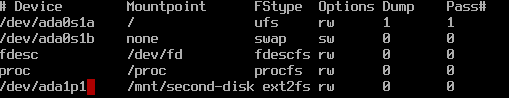 # Device Mountpoint FStype Options Dump Pass#
/dev/ada0s1a / ufs rw 1 1
/dev/ada0s1b none swap sw 0 0
fdesc /dev/fd fdescfs rw 0 0
proc /proc procfs rw 0 0
/dev/ada1p1 /mnt/second-disk ext2fs rw 0 0